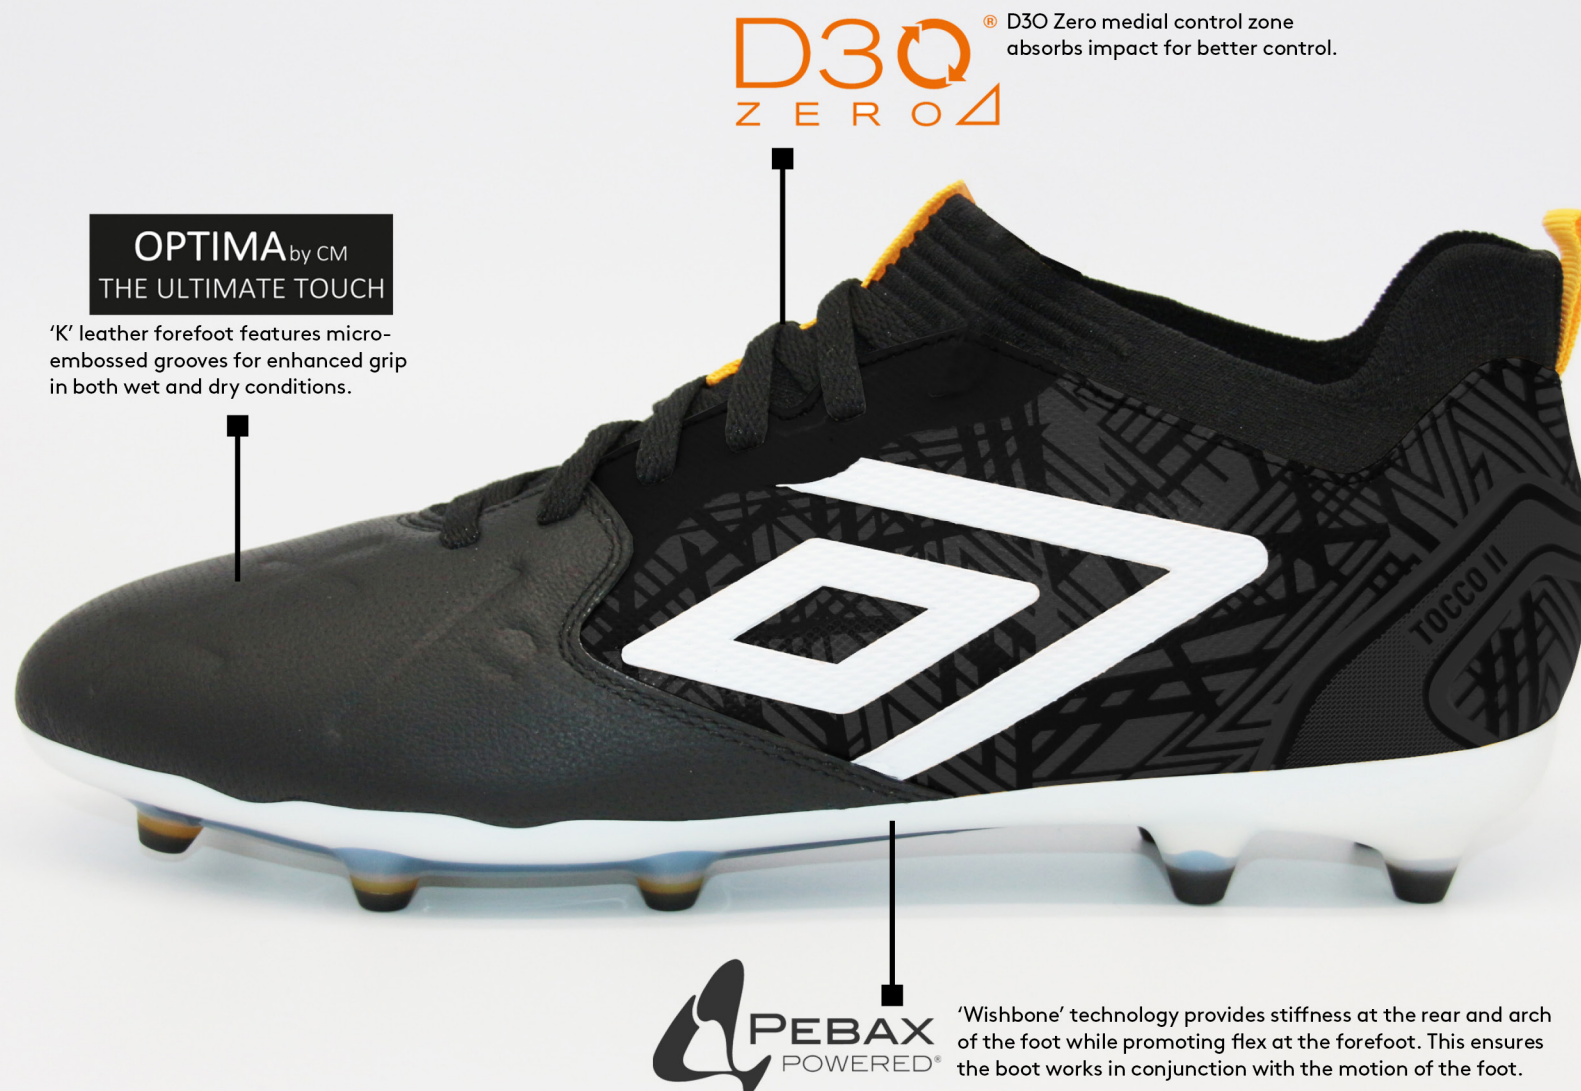 D3O®
ZERO
D3O Zero medial control zone
absorbs impact for better control.
OPTIMA by CM
THE ULTIMATE TOUCH
‘K’ leather forefoot features micro-
embossed grooves for enhanced grip
in both wet and dry conditions.
TOCCO II
PEBAX
POWERED®
‘Wishbone’ technology provides stiffness at the rear and arch
of the foot while promoting flex at the forefoot. This ensures
the boot works in conjunction with the motion of the foot.